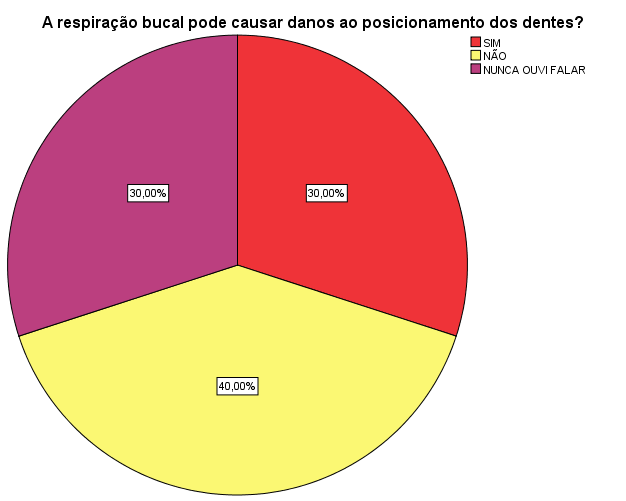 A respiração bucal pode causar danos ao posicionamento dos dentes?
SIM
NÃO
NUNCA OUVI FALAR
30,00%
30,00%
40,00%